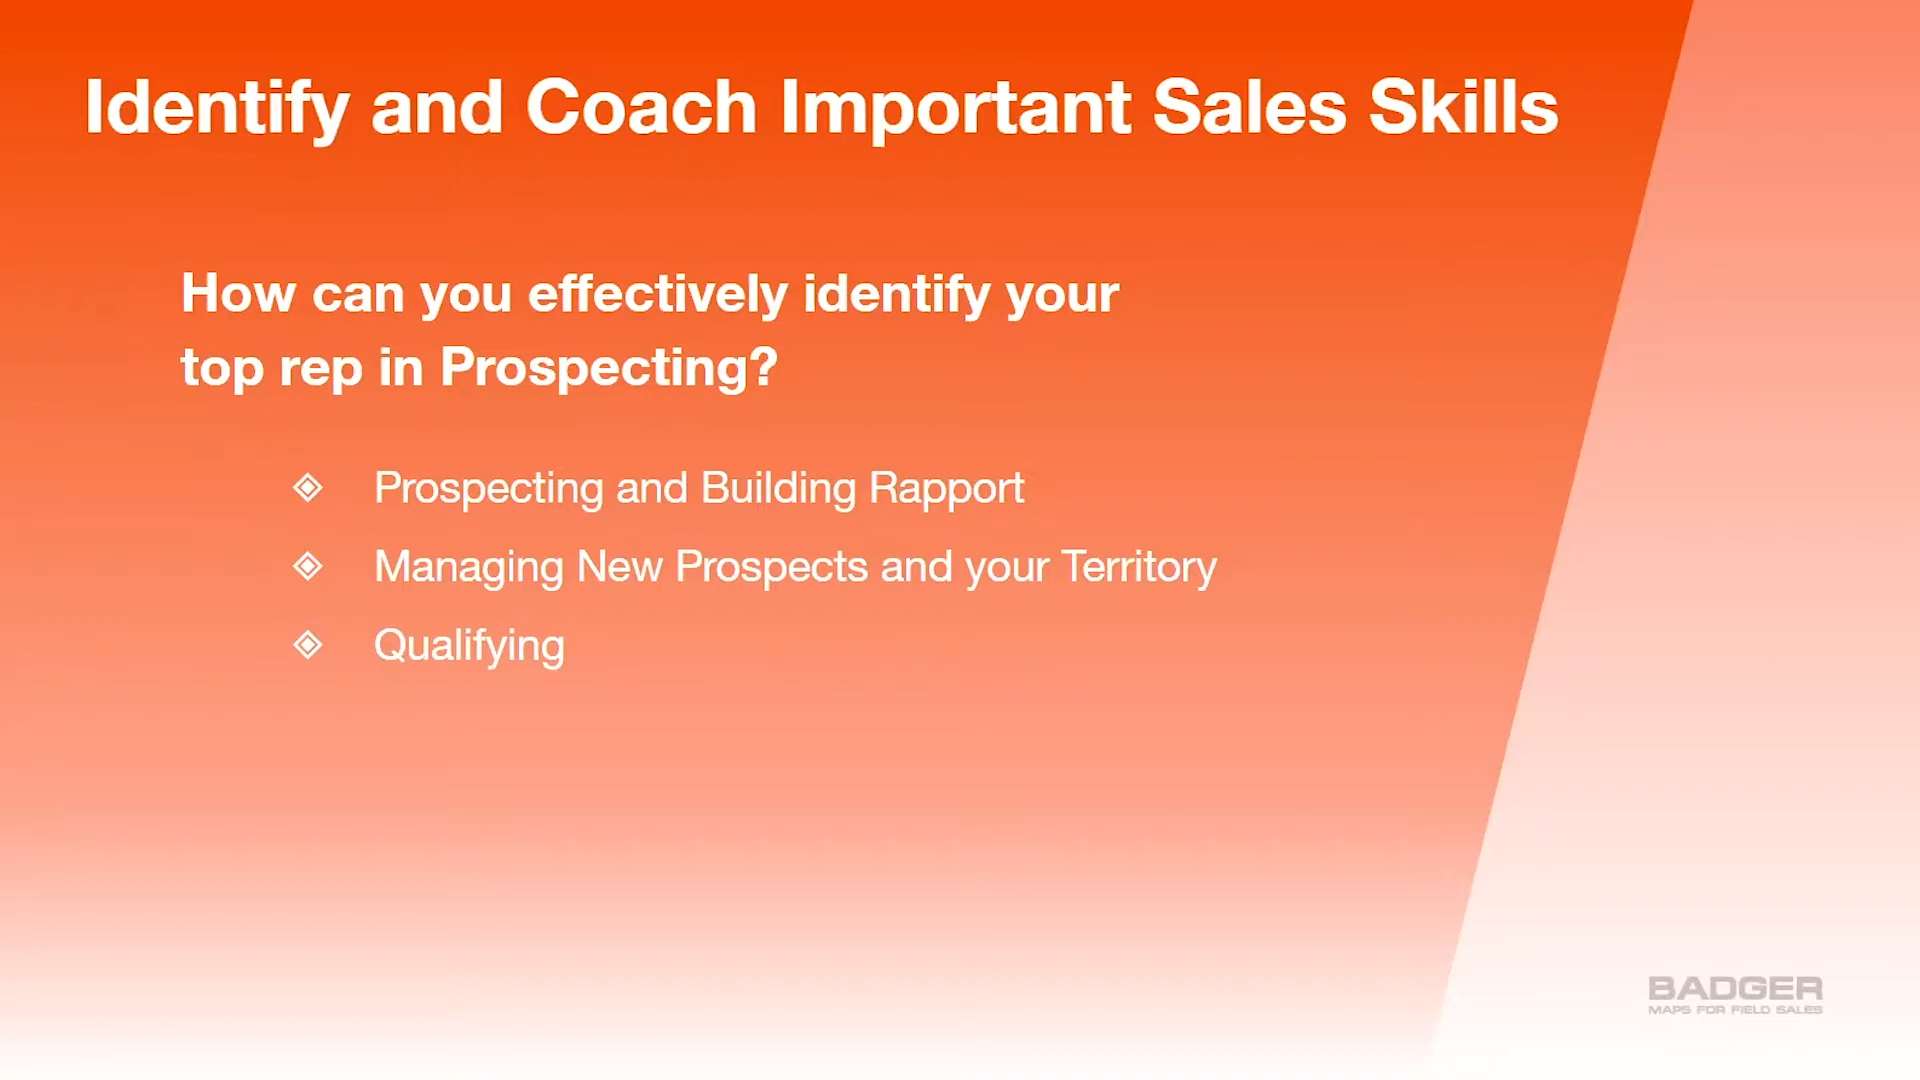 Identify and Coach Important Sales Skills
How can you effectively identify your
top rep in Prospecting?
Prospecting and Building Rapport
Managing New Prospects and your Territory
Qualifying
BADGER
MAPS FOR FIELD SALES